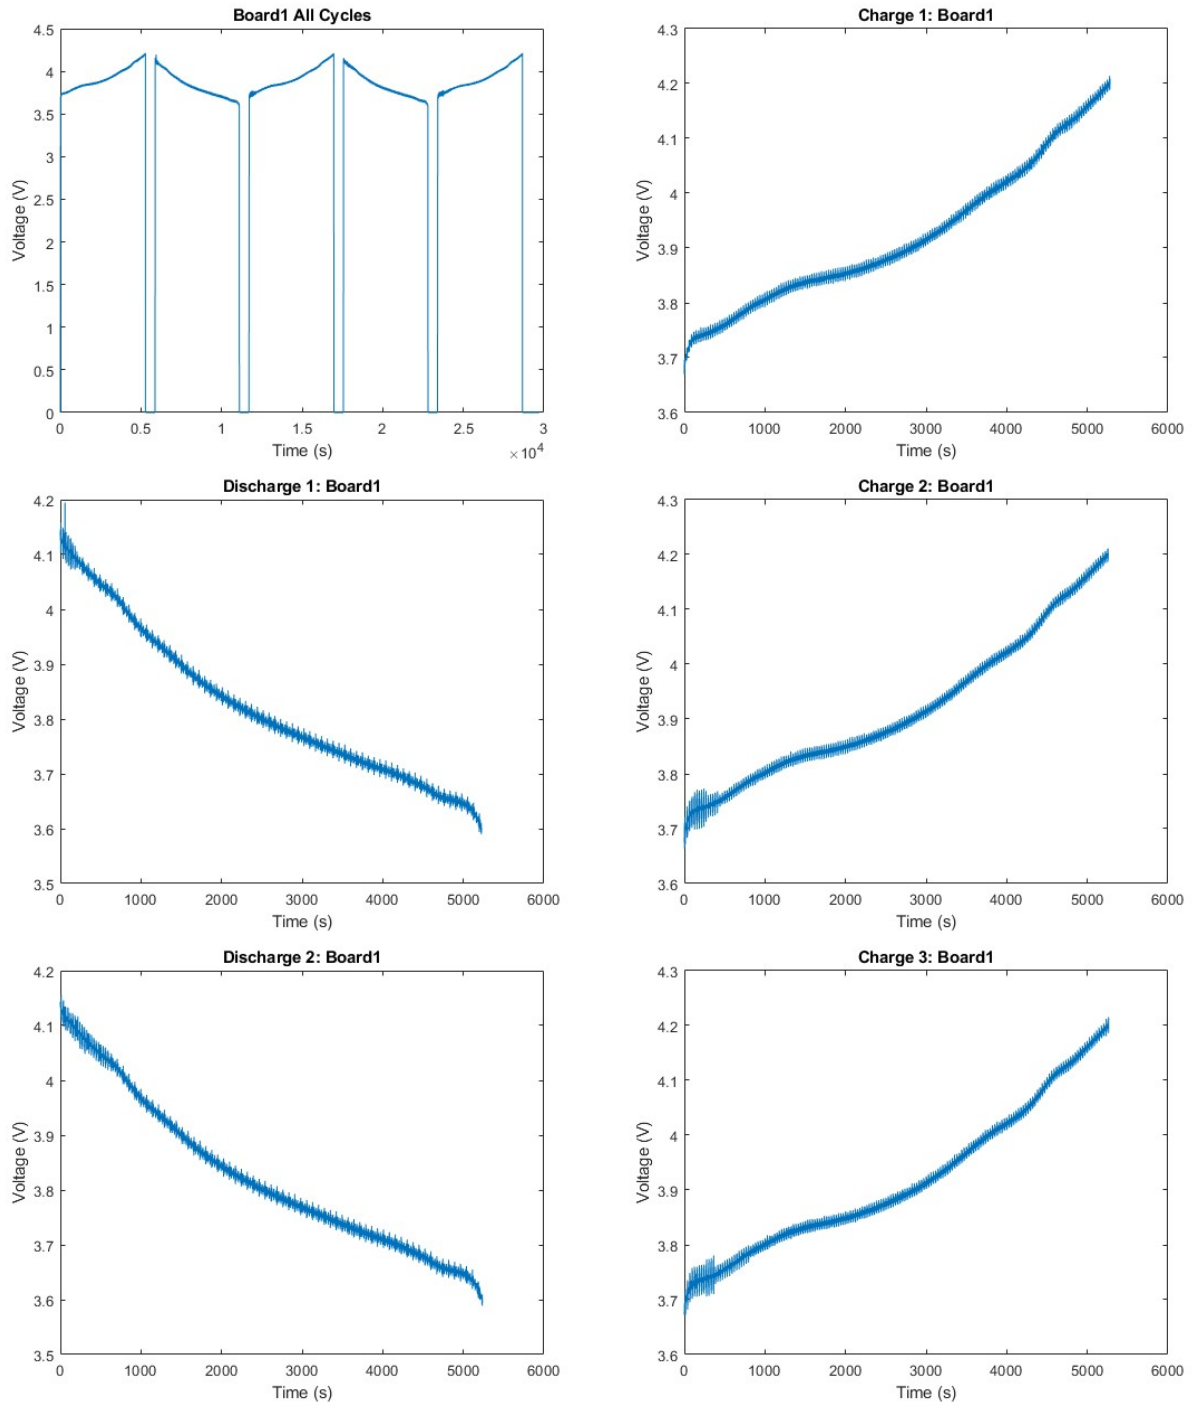 Board1 All Cycles
4.5
4
3.5
3
2.5
2
1.5
1
0.5
0
Voltage (V)
0 0.5 1 1.5 2 2.5 3
Time (s)
×10^4
Charge 1: Board1
4.3
4.2
4.1
4
3.9
3.8
3.7
3.6
Voltage (V)
0 1000 2000 3000 4000 5000 6000
Time (s)
Discharge 1: Board1
4.2
4.1
4
3.9
3.8
3.7
3.6
3.5
Voltage (V)
0 1000 2000 3000 4000 5000 6000
Time (s)
Charge 2: Board1
4.3
4.2
4.1
4
3.9
3.8
3.7
3.6
Voltage (V)
0 1000 2000 3000 4000 5000 6000
Time (s)
Discharge 2: Board1
4.2
4.1
4
3.9
3.8
3.7
3.6
3.5
Voltage (V)
0 1000 2000 3000 4000 5000 6000
Time (s)
Charge 3: Board1
4.3
4.2
4.1
4
3.9
3.8
3.7
3.6
Voltage (V)
0 1000 2000 3000 4000 5000 6000
Time (s)